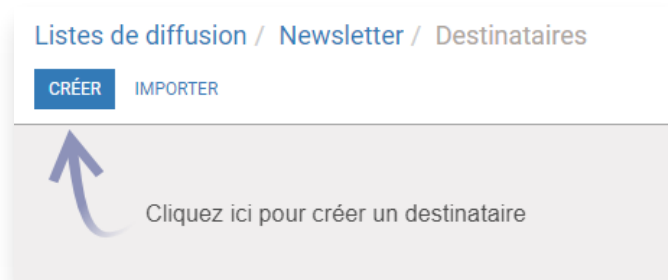 Listes de diffusion / Newsletter / Destinataires
CRÉER IMPORTER
Cliquez ici pour créer un destinataire